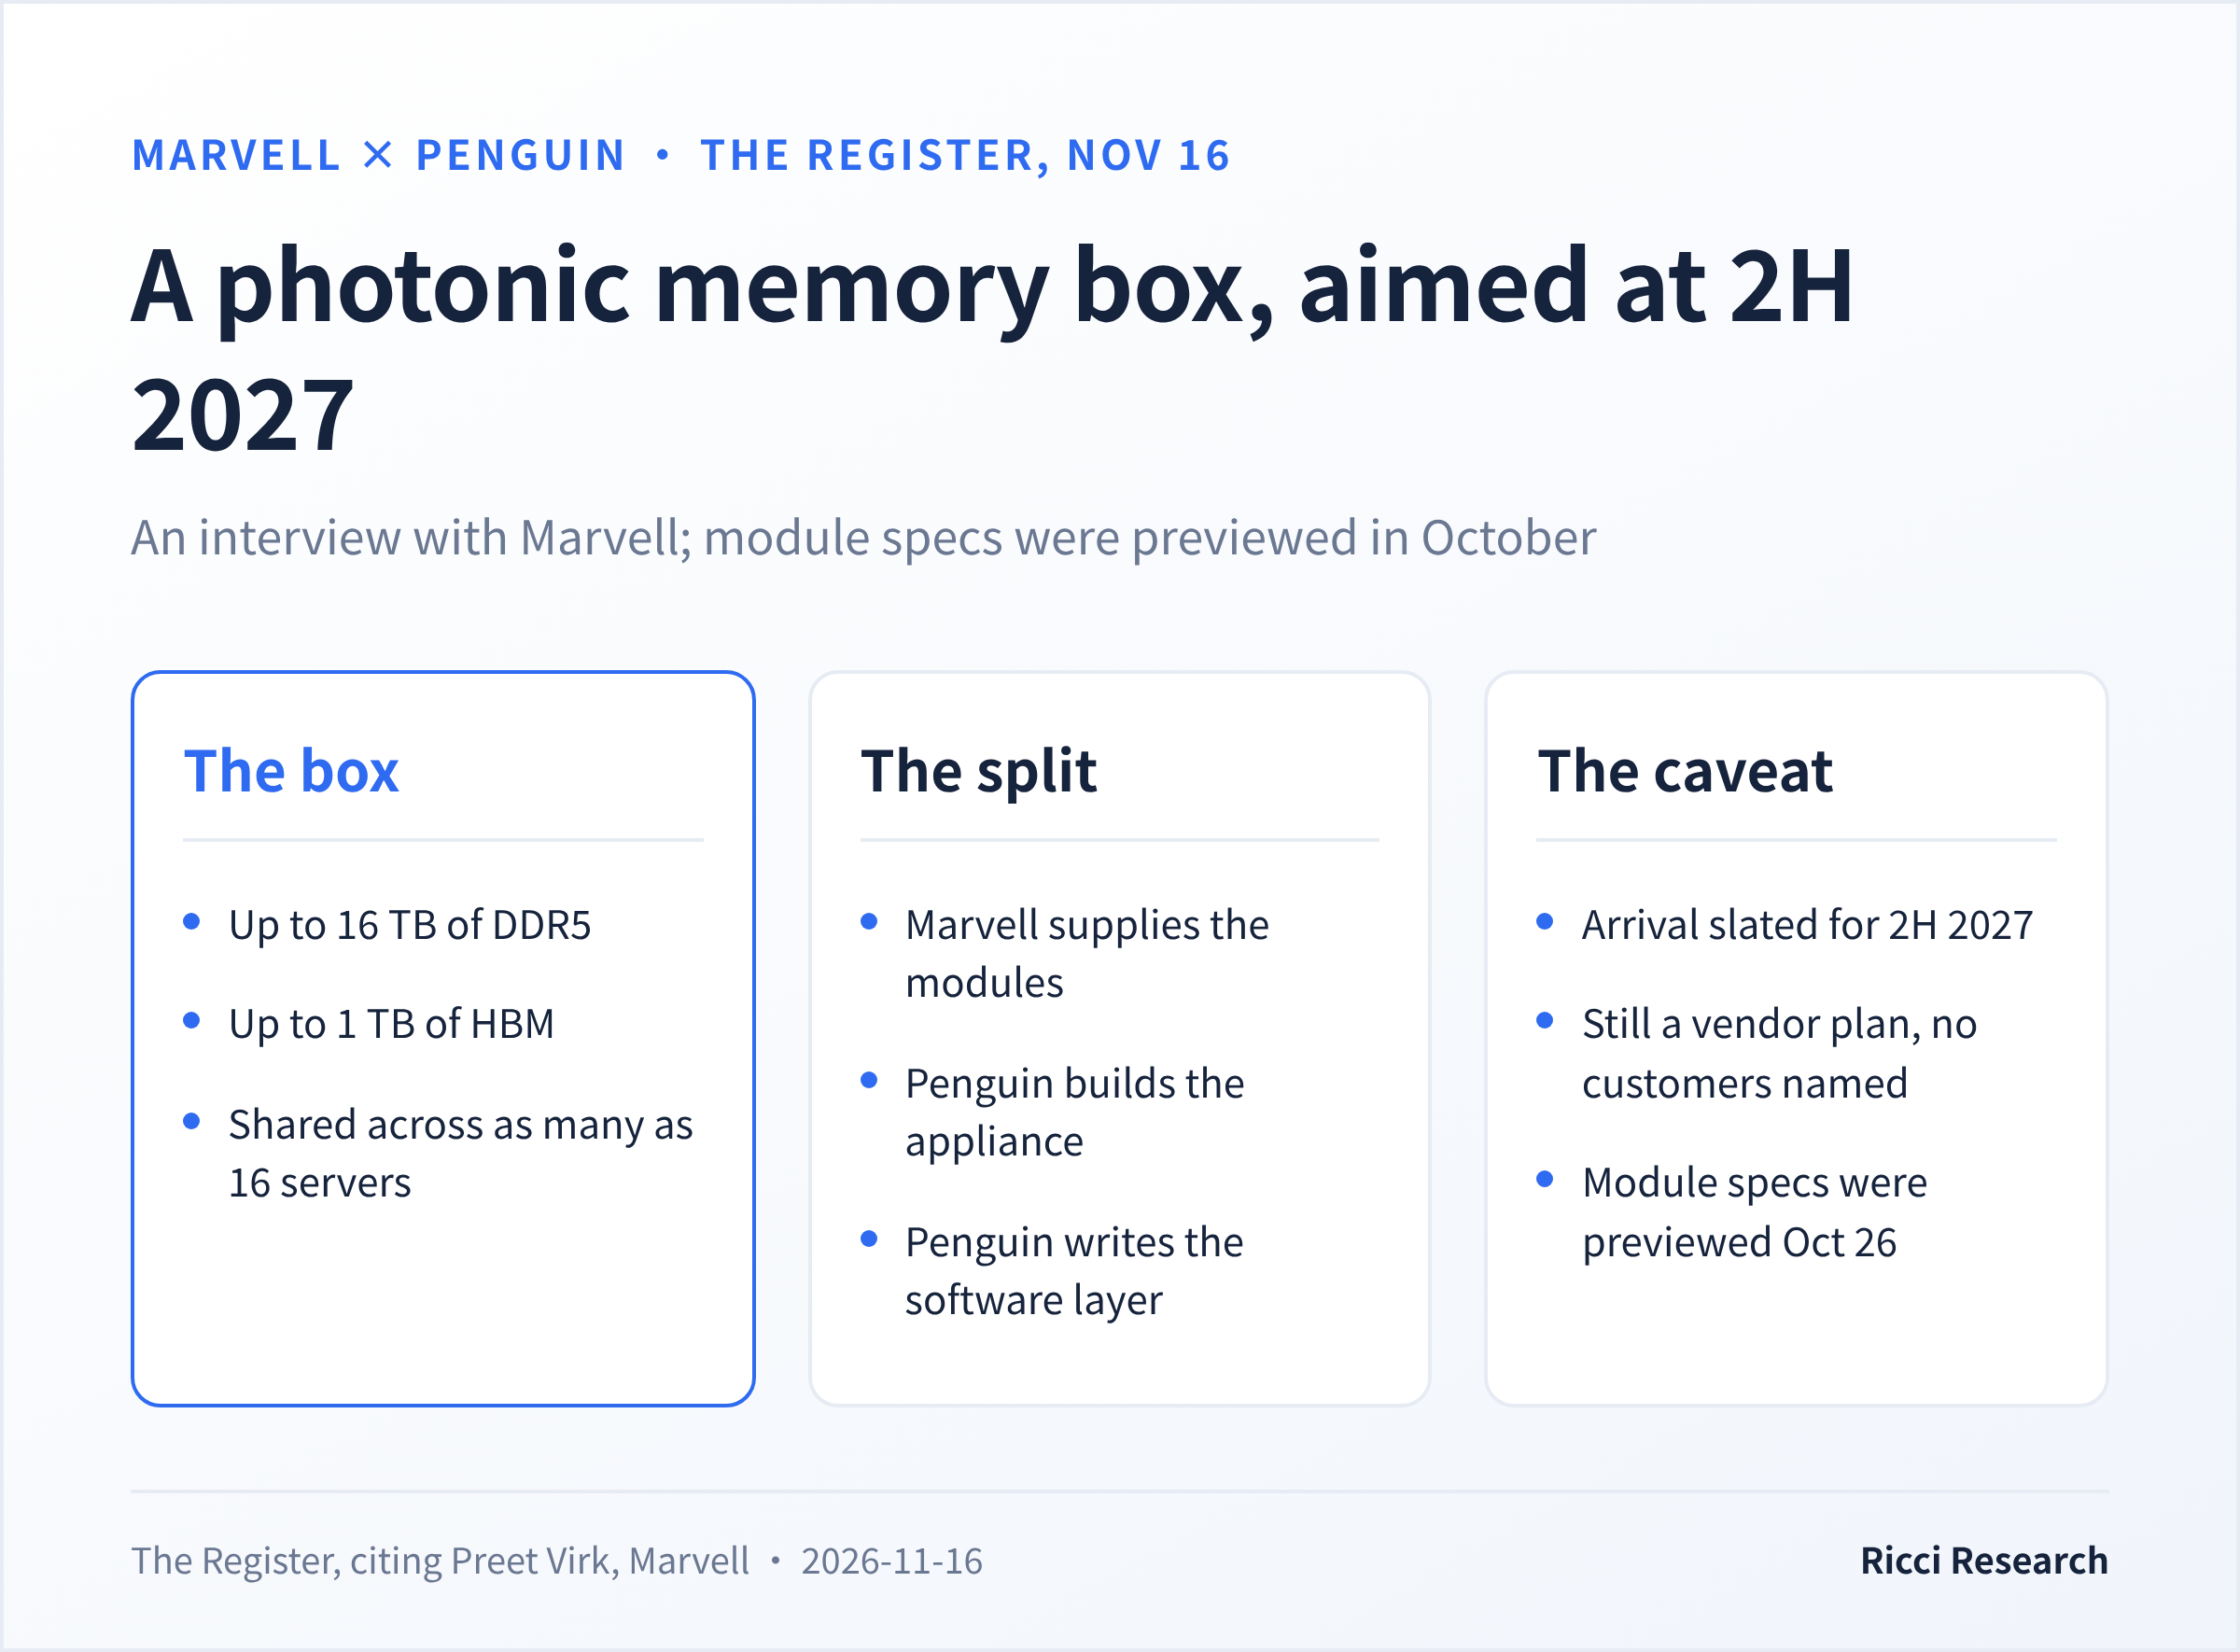 MARVELL × PENGUIN • THE REGISTER, NOV 16
A photonic memory box, aimed at 2H
2027
An interview with Marvell; module specs were previewed in October
The box
• Up to 16 TB of DDR5
• Up to 1 TB of HBM
• Shared across as many as
16 servers
The split
• Marvell supplies the
modules
• Penguin builds the
appliance
• Penguin writes the
software layer
The caveat
• Arrival slated for 2H 2027
• Still a vendor plan, no
customers named
• Module specs were
previewed Oct 26
The Register, citing Preet Virk, Marvell • 2026-11-16
Ricci Research